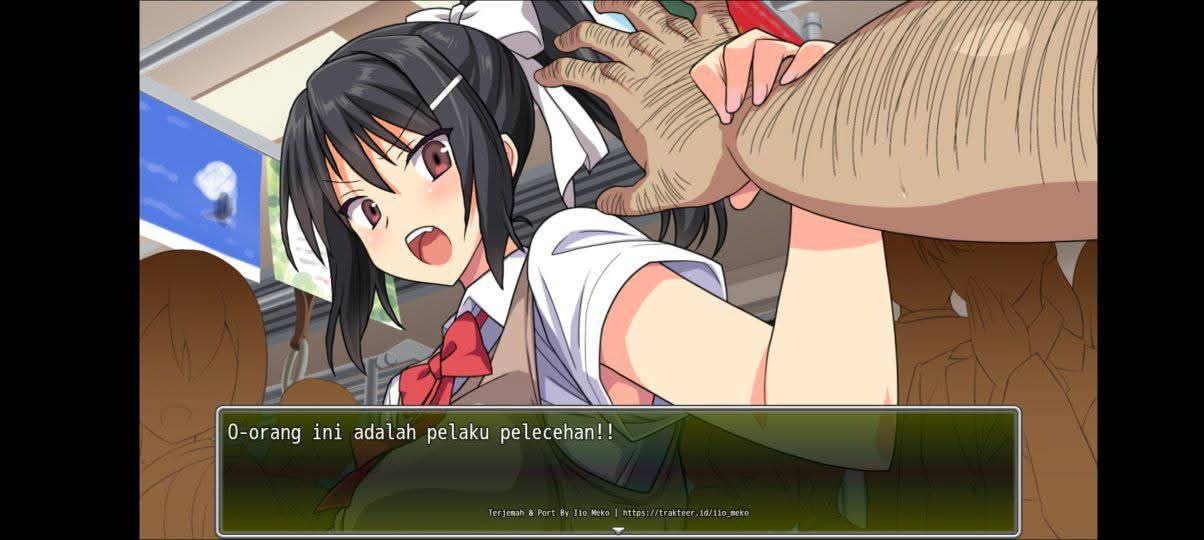 O-orang ini adalah pelaku pelecehan!!
Terjemah & Port By Iio Meko | https://trakteer.id/iio_meko